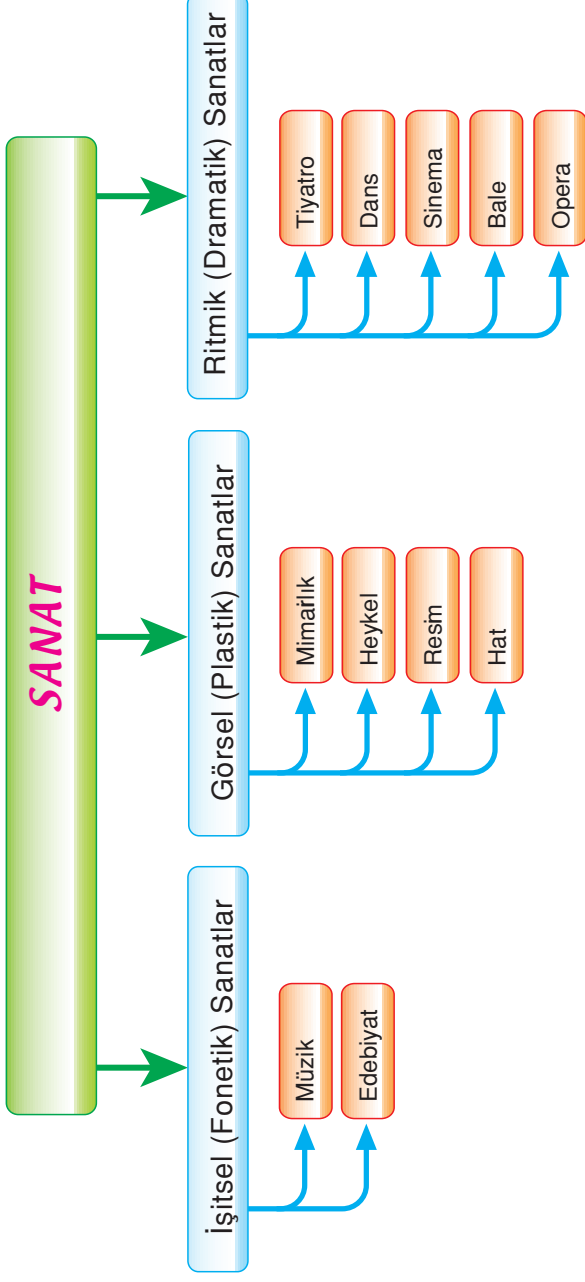 SANAT
İşitsel (Fonetik) Sanatlar
Müzik
Edebiyat
Görsel (Plastik) Sanatlar
Mimarlık
Heykel
Resim
Hat
Ritmik (Dramatik) Sanatlar
Tiyatro
Dans
Sinema
Bale
Opera